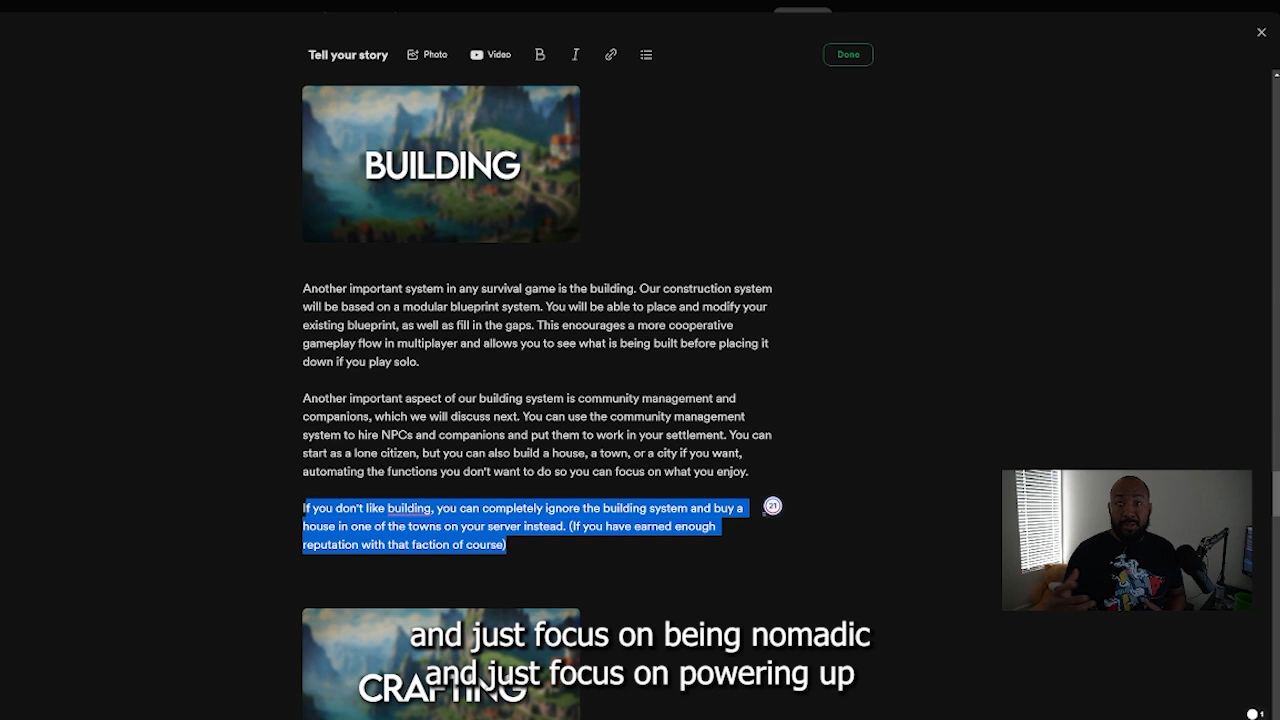 Tell your story
Photo
Video
B
I
Done
BUILDING
Another important system in any survival game is the building. Our construction system
will be based on a modular blueprint system. You will be able to place and modify your
existing blueprint, as well as fill in the gaps. This encourages a more cooperative
gameplay flow in multiplayer and allows you to see what is being built before placing it
down if you play solo.
Another important aspect of our building system is community management and
companions, which we will discuss next. You can use the community management
system to hire NPCs and companions and put them to work in your settlement. You can
start as a lone citizen, but you can also build a house, a town, or a city if you want,
automating the functions you don't want to do so you can focus on what you enjoy.
If you don't like building, you can completely ignore the building system and buy a
house in one of the towns on your server instead. (If you have earned enough
reputation with that faction of course)
21
CRAFTING
and just focus on being nomadic
and just focus on powering up
1